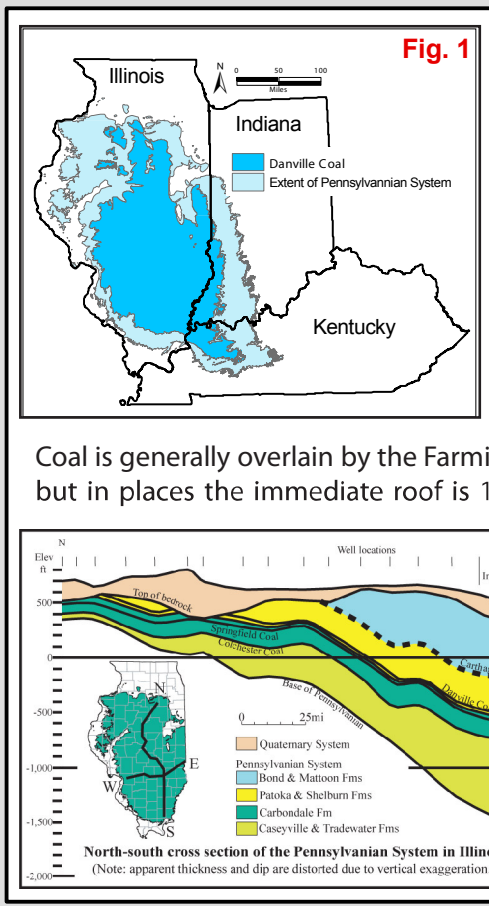 Fig. 1
Illinois
N
0 50 100
Miles
Indiana
Danville Coal
Extent of Pennsylvannian System
Kentucky
Coal is generally overlain by the Farmi
but in places the immediate roof is 1
N
Well locations
Elev
ft
In
500
Top of bedrock
Springfield Coal
Colchester Coal
Cartha
0
Danville Co
Base of Pennsylvanian
N
0 25mi
-500
Quaternary System
E
Pennsylvanian System
Bond & Mattoon Fms
-1,000
W
Patoka & Shelburn Fms
Carbondale Fm
-1,500
Caseyville & Tradewater Fms
S
North-south cross section of the Pennsylvanian System in Illino
(Note: apparent thickness and dip are distorted due to vertical exaggeration.
-2,000